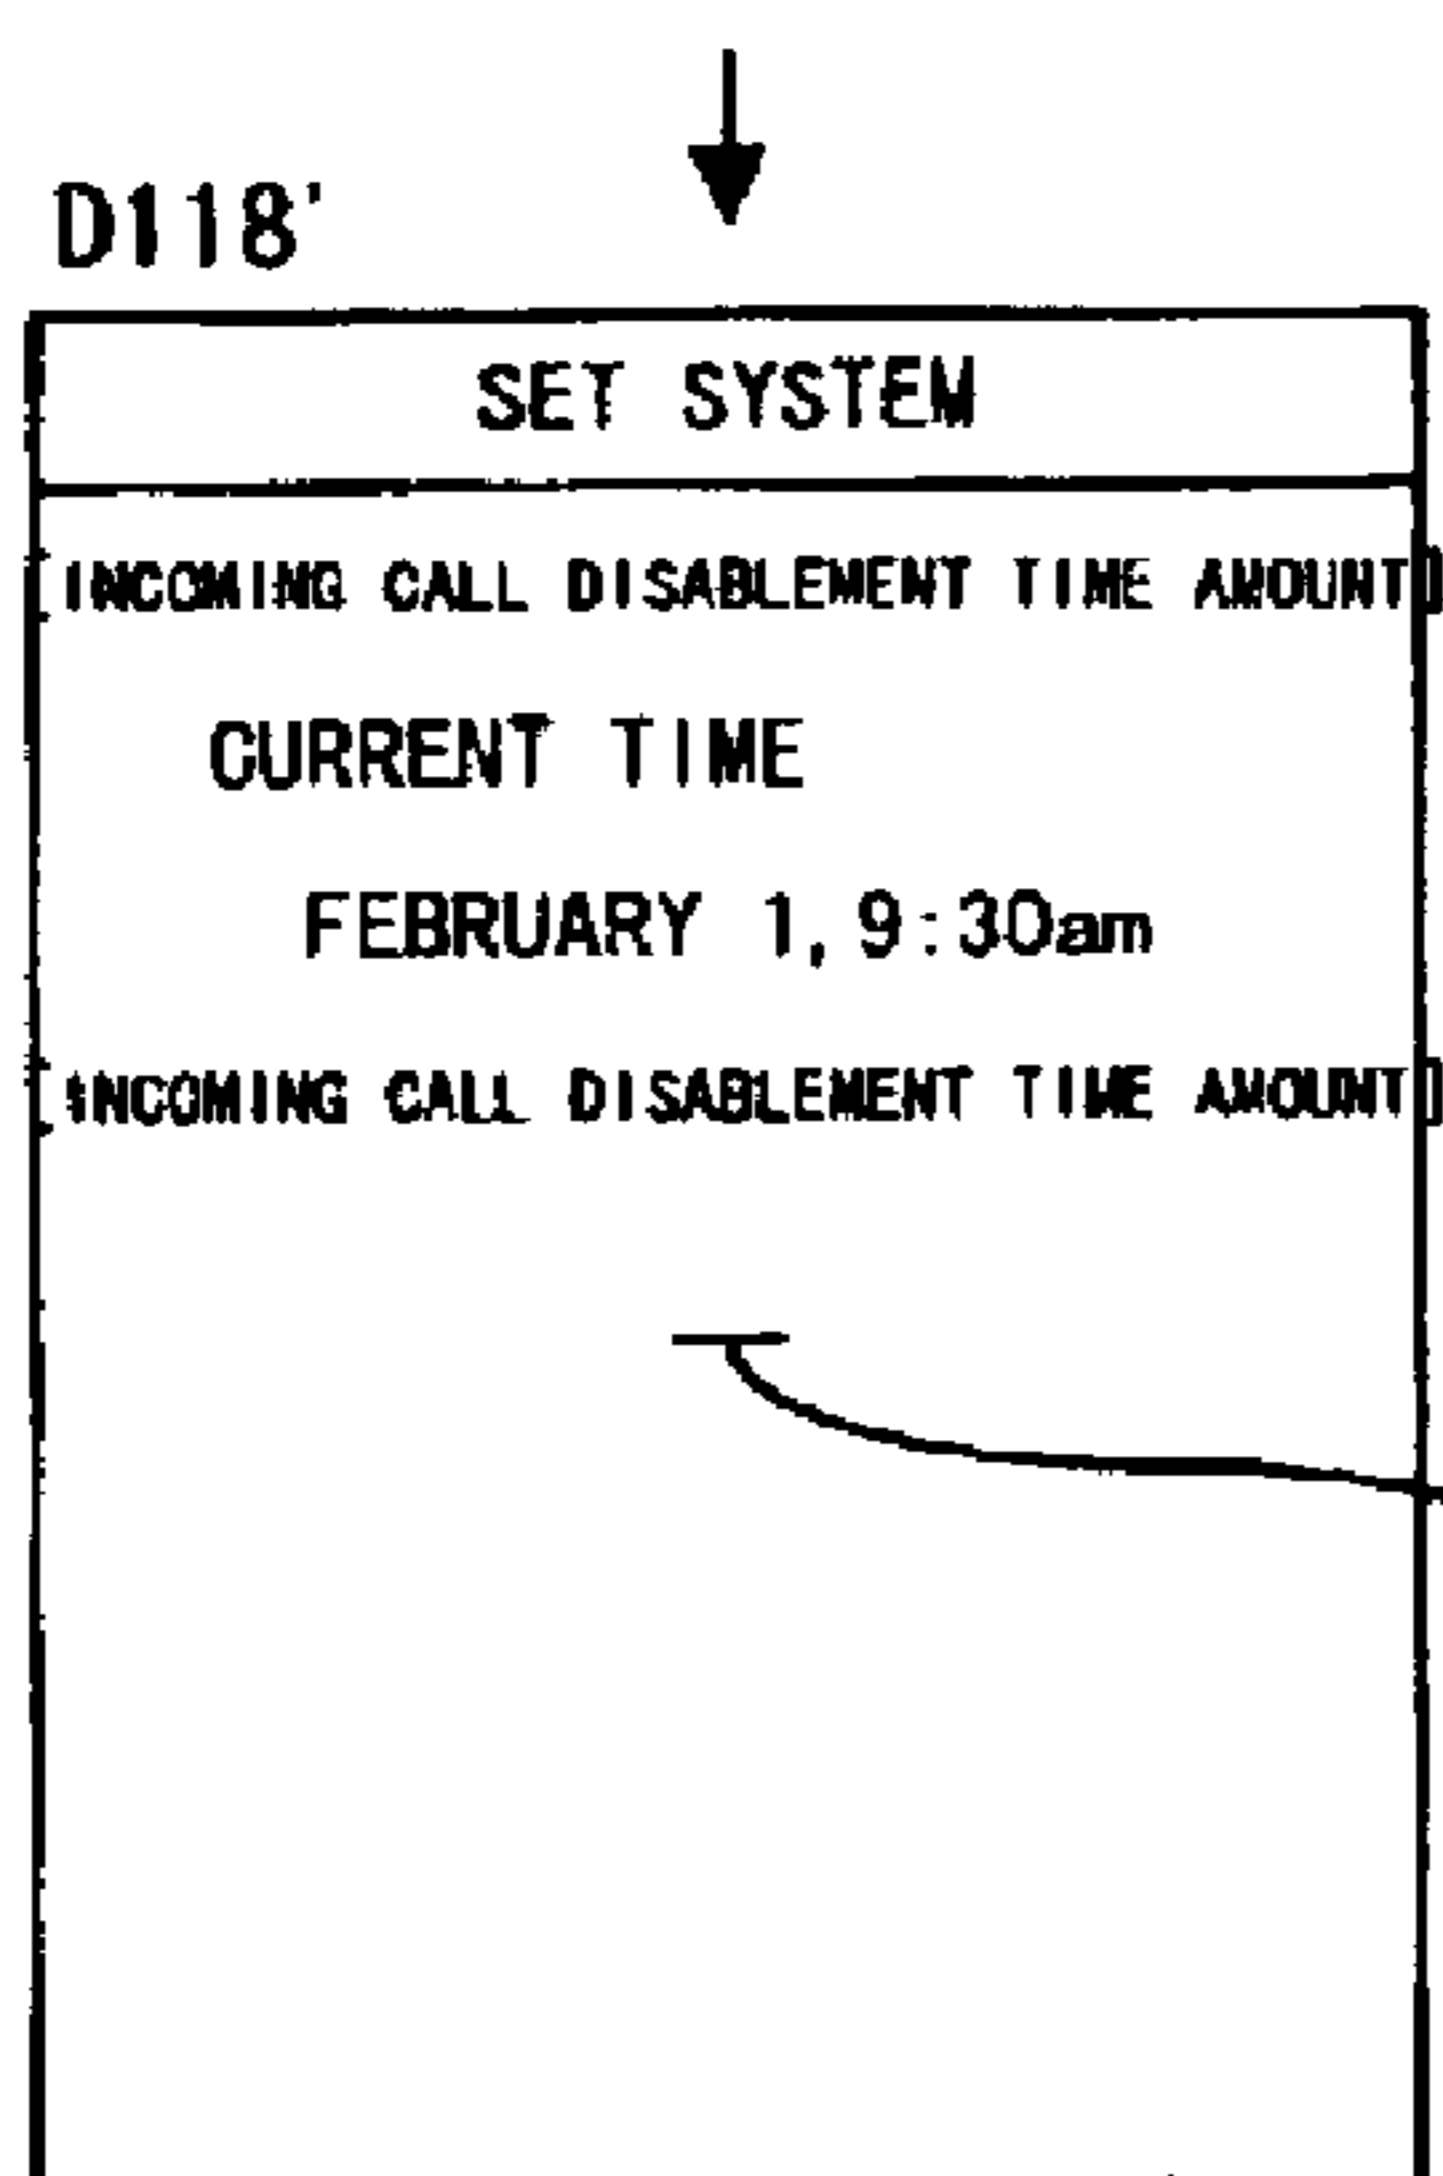 D118'
SET SYSTEM
[INCOMING CALL DISABLEMENT TIME AMOUNT]
CURRENT TIME
FEBRUARY 1, 9:30am
[INCOMING CALL DISABLEMENT TIME AMOUNT]